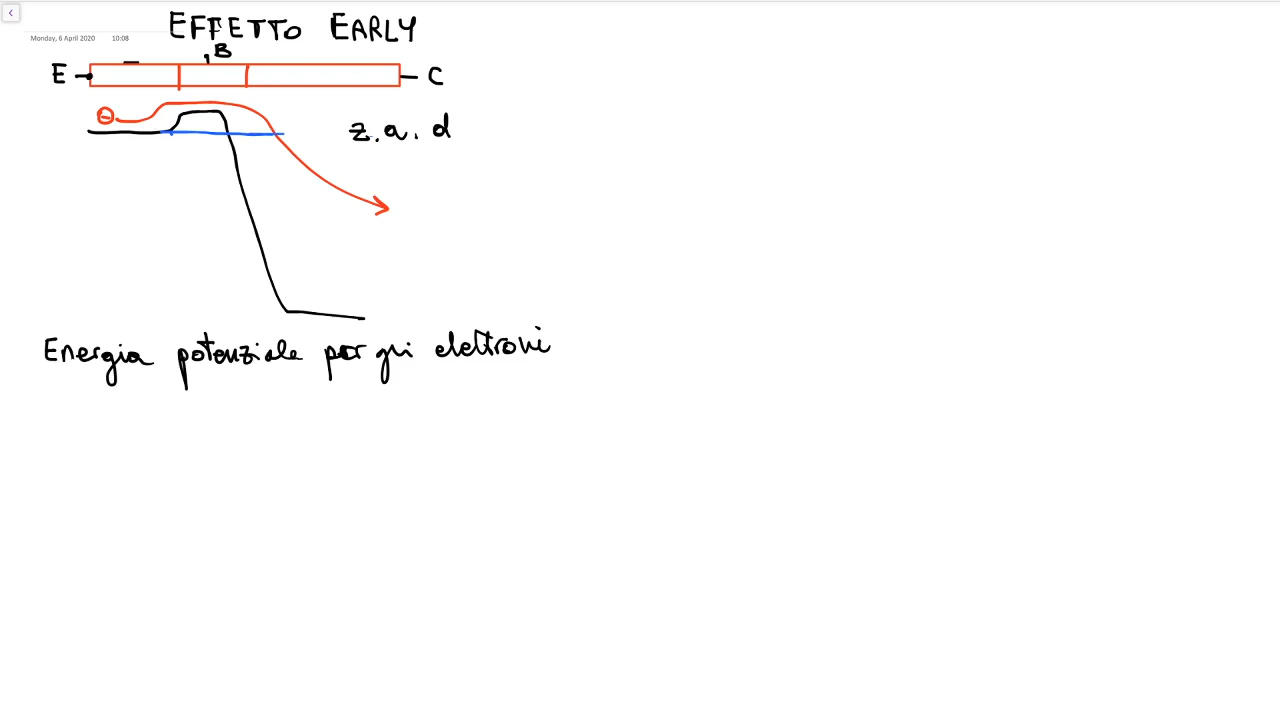 EFFETTO EARLY
Monday, 6 April 2020 10:08
B
E
C
z.a.d
Energia potenziale per gli elettroni